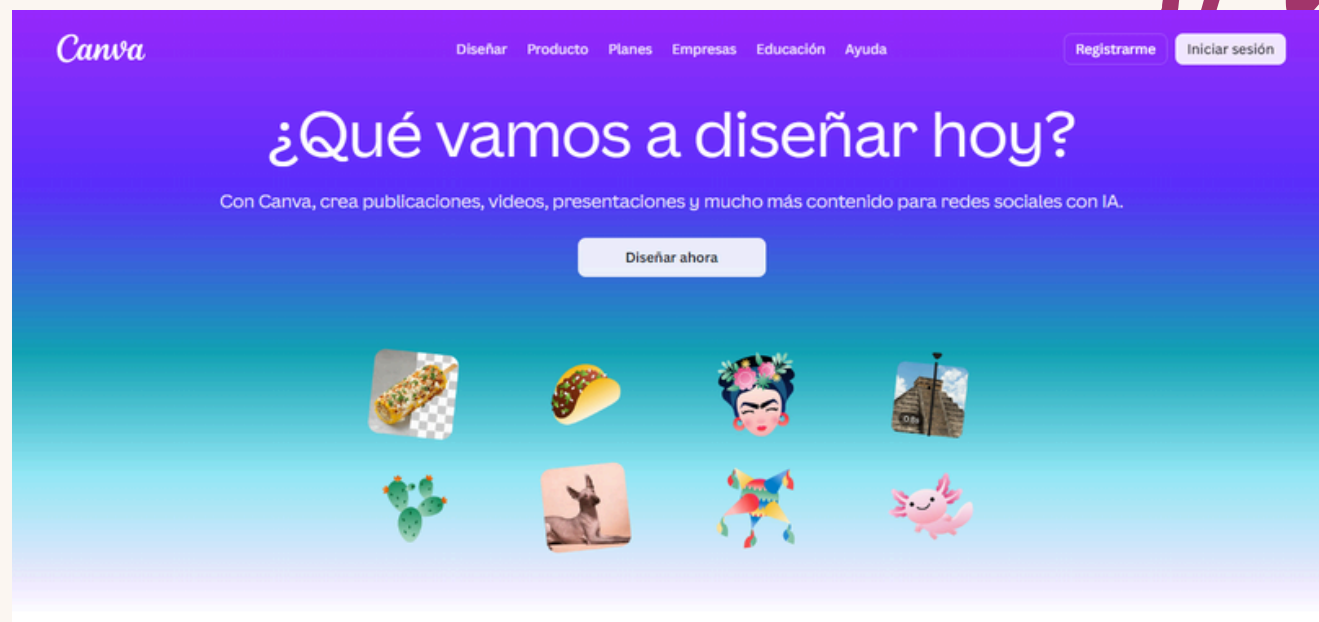 Canva
Diseñar Producto Planes Empresas Educación Ayuda
Registrarme Iniciar sesión
¿Qué vamos a diseñar hoy?
Con Canva, crea publicaciones, videos, presentaciones y mucho más contenido para redes sociales con IA.
Diseñar ahora